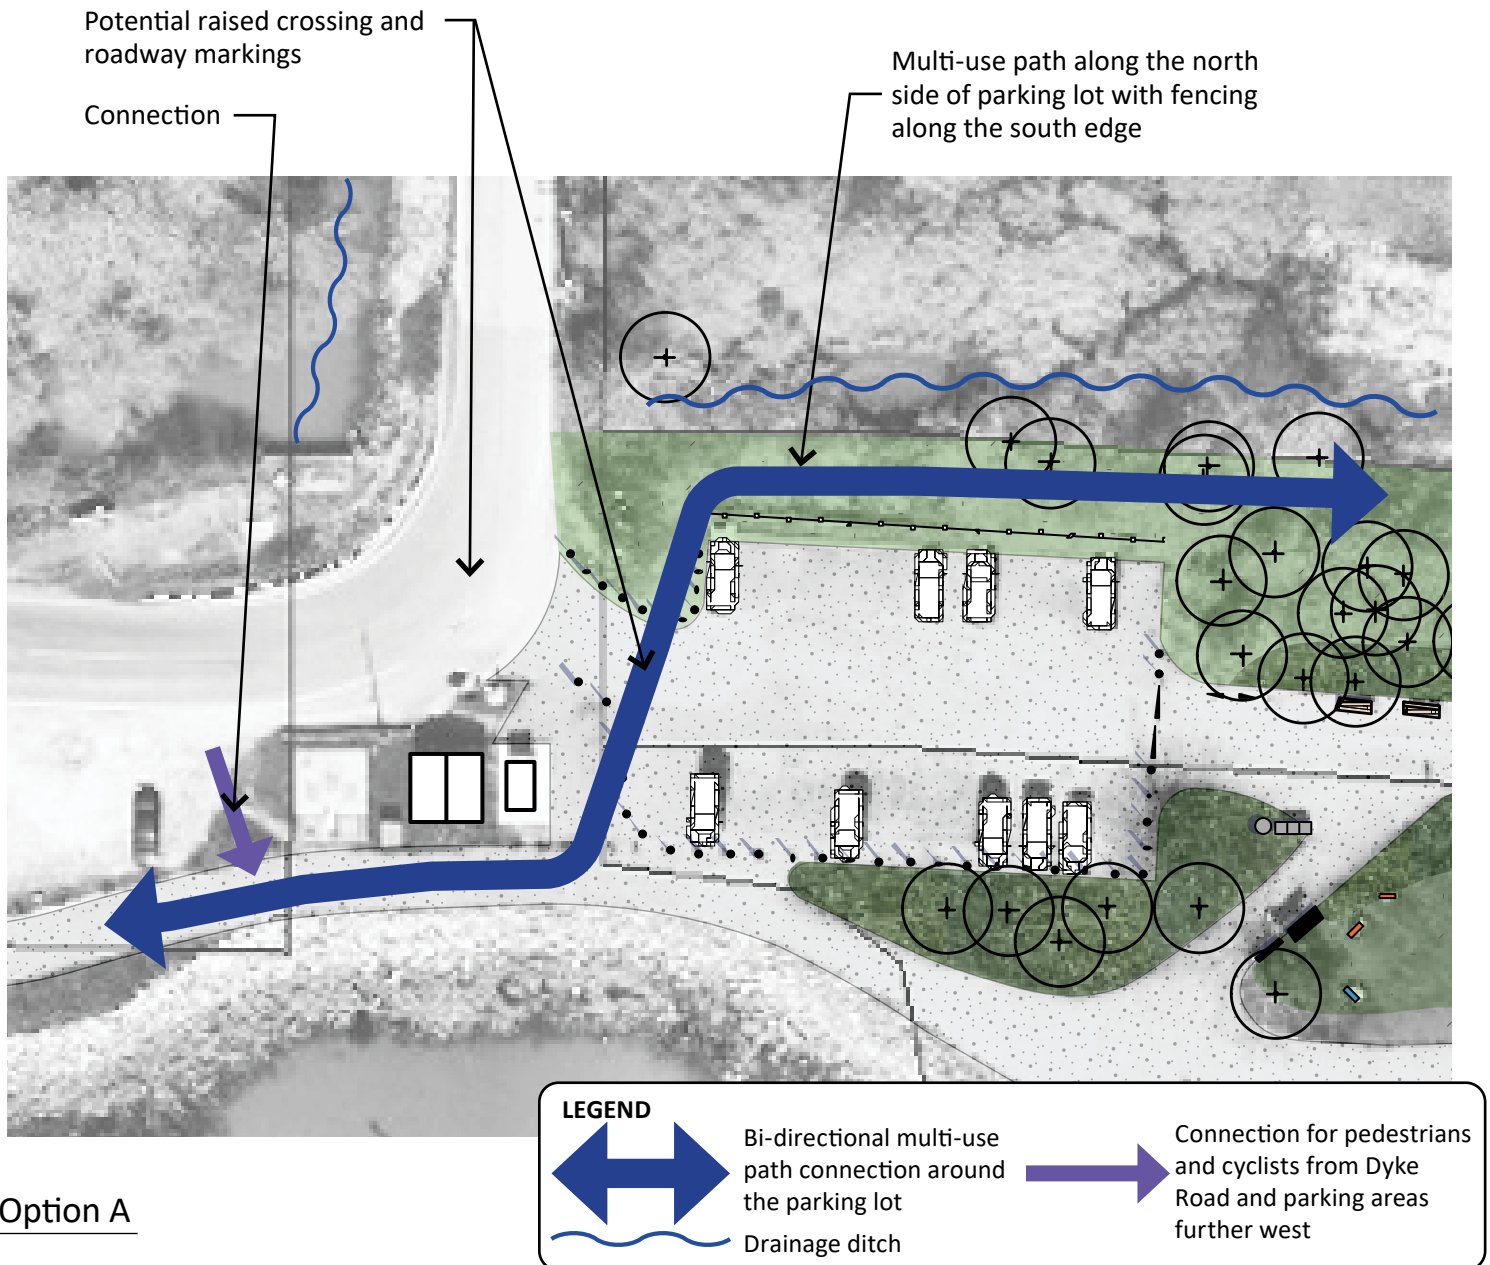 Potential raised crossing and
roadway markings
Connection
Multi-use path along the north
side of parking lot with fencing
along the south edge
LEGEND
Bi-directional multi-use
path connection around
the parking lot
Drainage ditch
Connection for pedestrians
and cyclists from Dyke
Road and parking areas
further west
Option A